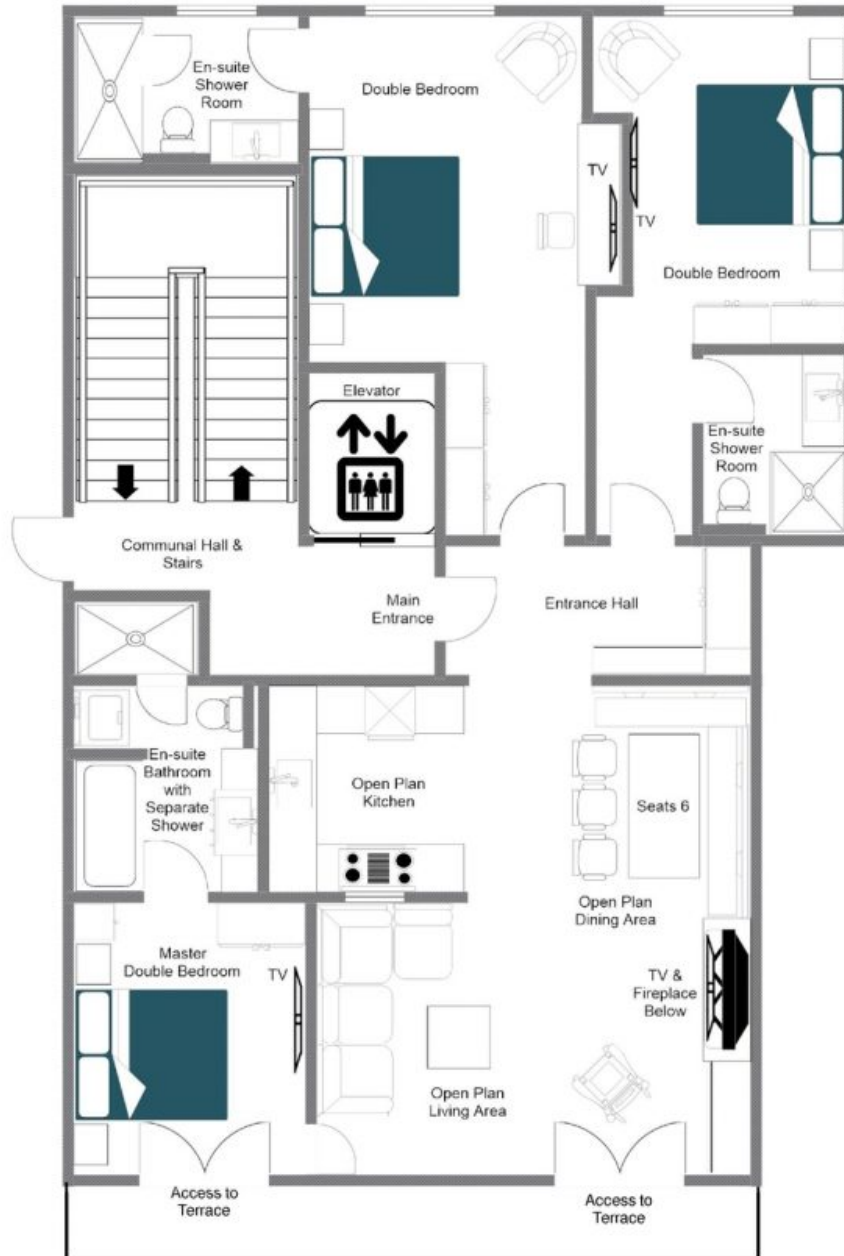 En-suite
Shower
Room
Double Bedroom
TV
TV
Double Bedroom
Elevator
En-suite
Shower
Room
Communal Hall &
Stairs
Main
Entrance
Entrance Hall
En-suite
Bathroom
with
Separate
Shower
Open Plan
Kitchen
Seats 6
Open Plan
Dining Area
Master
Double Bedroom
TV
TV &
Fireplace
Below
Open Plan
Living Area
Access to
Terrace
Access to
Terrace